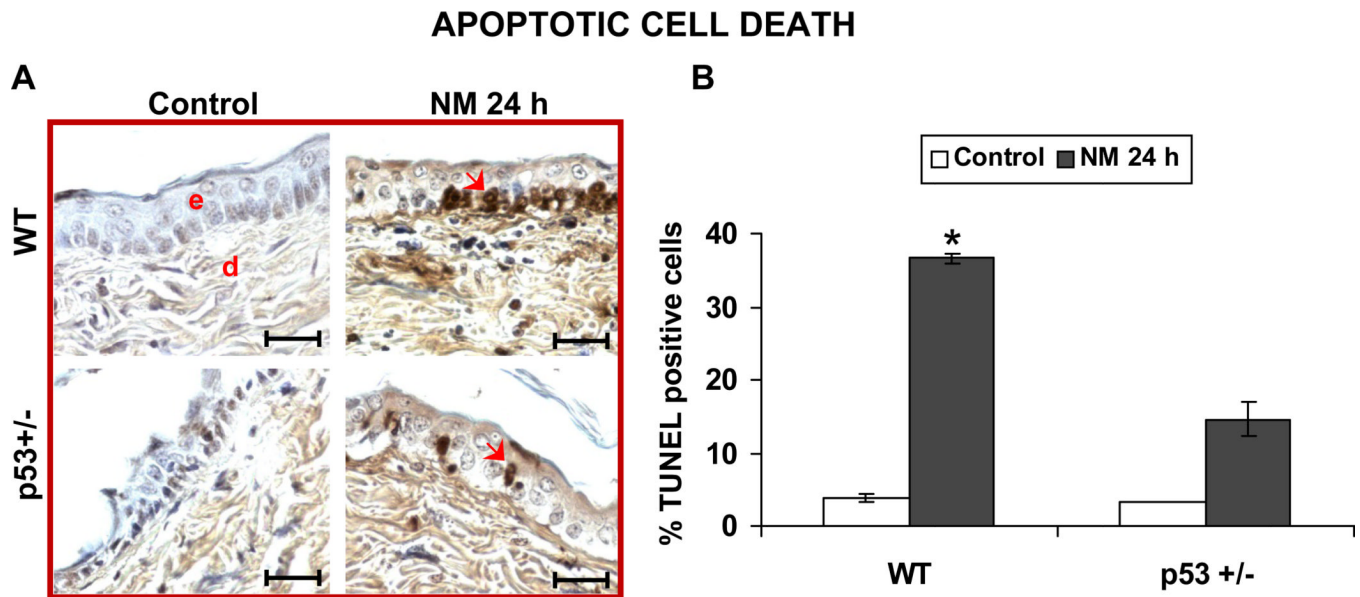 APOPTOTIC CELL DEATH
A
Control NM 24 h
WT
e
d
p53+/-
B
Control NM 24 h
% TUNEL positive cells
40
30
20
10
0
*
WT p53 +/-